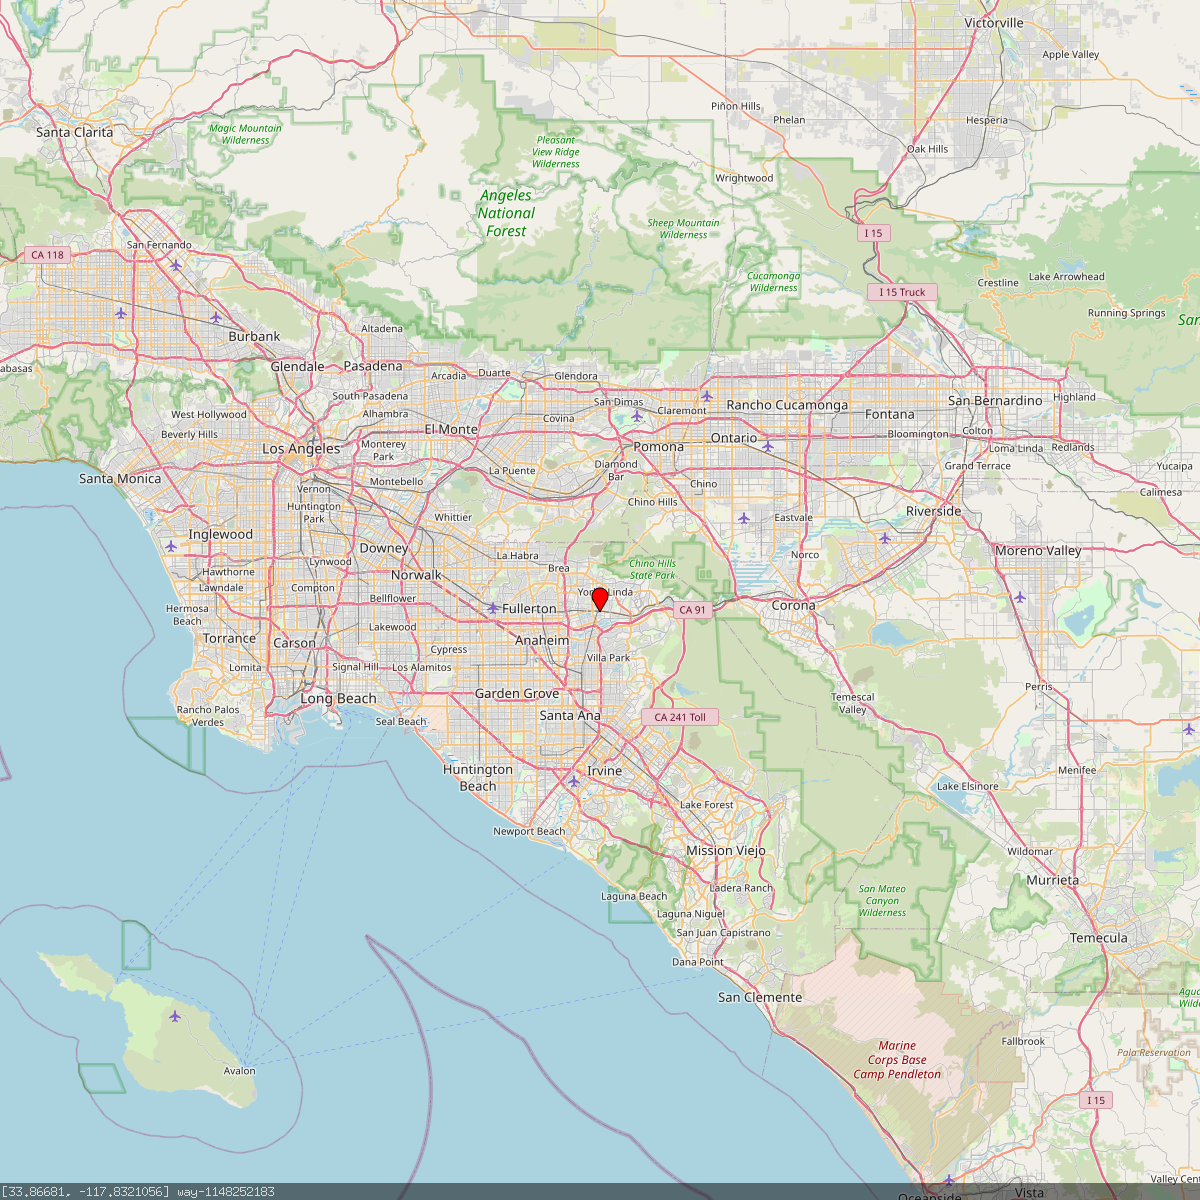 Victorville
Apple Valley
Piñon Hills
Phelan
Hesperia
Santa Clarita
Magic Mountain
Wilderness
Pleasant
View Ridge
Wilderness
Oak Hills
Wrightwood
Angeles
National
Forest
Sheep Mountain
Wilderness
I 15
San Fernando
CA 118
Cucamonga
Wilderness
Crestline
Lake Arrowhead
I 15 Truck
Running Springs
San
Burbank
Altadena
Glendale
Pasadena
abasas
Arcadia
Duarte
Glendora
South Pasadena
San Dimas
Claremont
Rancho Cucamonga
Fontana
San Bernardino
Highland
West Hollywood
Alhambra
Covina
Beverly Hills
El Monte
Bloomington
Colton
Los Angeles
Monterey
Park
Pomona
Ontario
Loma Linda
Redlands
Santa Monica
Montebello
La Puente
Diamond
Bar
Chino
Grand Terrace
Yucaipa
Calimesa
Vernon
Huntington
Park
Whittier
Chino Hills
Eastvale
Riverside
Inglewood
Downey
La Habra
Norco
Moreno Valley
Hawthorne
Lynwood
Norwalk
Brea
Chino Hills
State Park
Lawndale
Compton
Bellflower
Yorba Linda
Hermosa
Beach
Fullerton
CA 91
Corona
Torrance
Carson
Lakewood
Anaheim
Cypress
Villa Park
Lomita
Signal Hill
Los Alamitos
Perris
Rancho Palos
Verdes
Long Beach
Seal Beach
Garden Grove
Santa Ana
CA 241 Toll
Temescal
Valley
Huntington
Beach
Irvine
Menifee
Lake Elsinore
Lake Forest
Newport Beach
Mission Viejo
Wildomar
Murrieta
Laguna Beach
Ladera Ranch
San Mateo
Canyon
Wilderness
Laguna Niguel
San Juan Capistrano
Temecula
Dana Point
San Clemente
Agua
Wilde
Marine
Corps Base
Camp Pendleton
Fallbrook
Pala Reservation
Avalon
I 15
Valley Cent
Oceanside
Vista
[33.86681, -117.8321056] way-1148252183